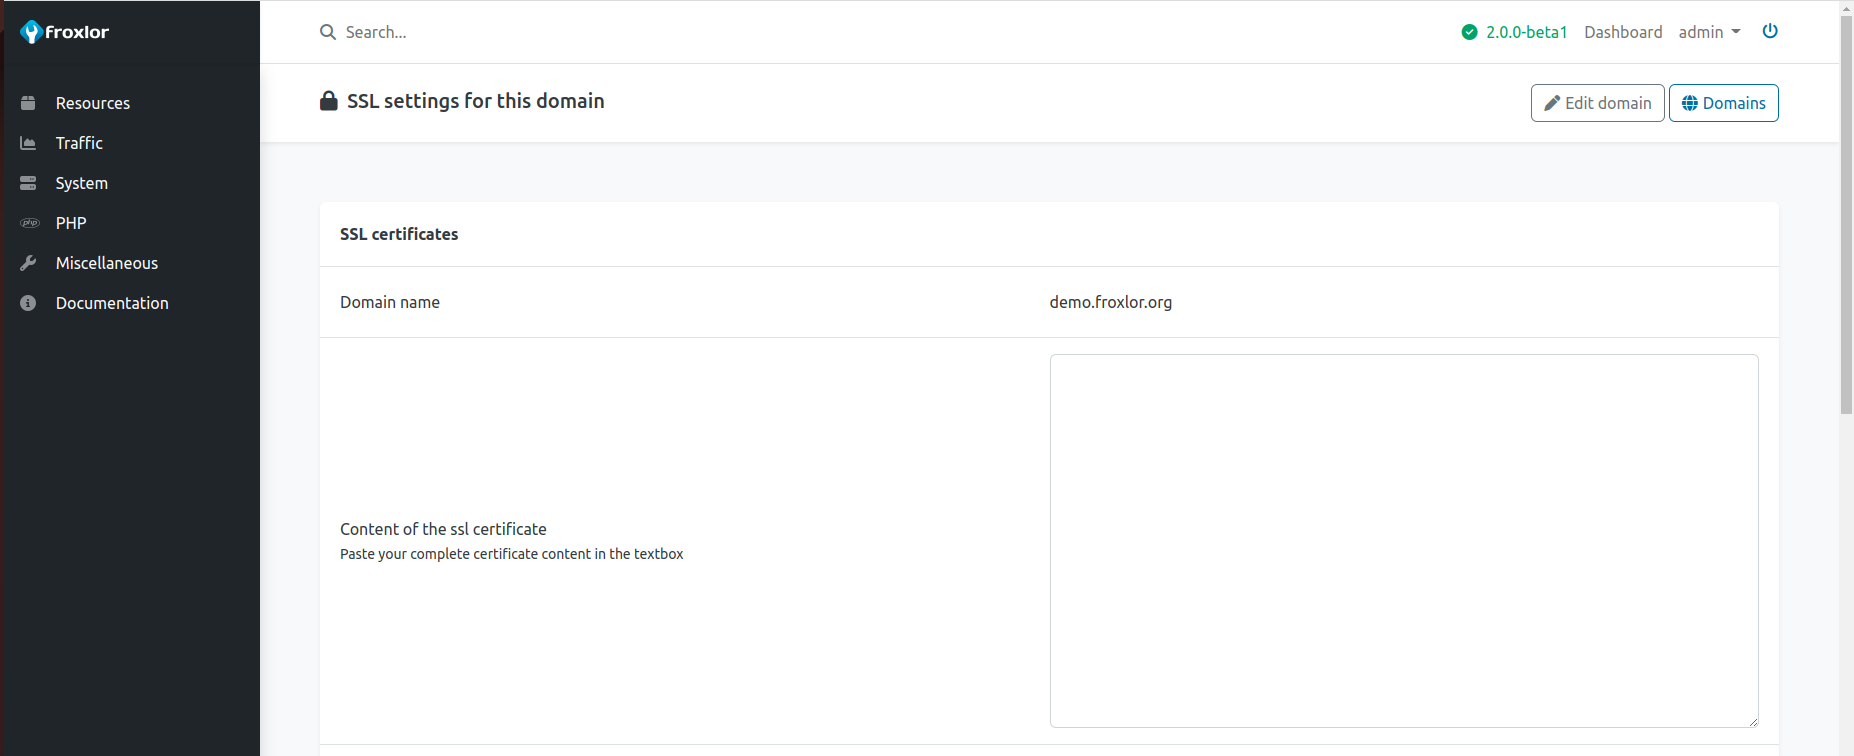 froxlor
Search...
2.0.0-beta1 Dashboard admin
Resources
Traffic
System
php PHP
Miscellaneous
Documentation
SSL settings for this domain
Edit domain Domains
SSL certificates
Domain name demo.froxlor.org
Content of the ssl certificate
Paste your complete certificate content in the textbox